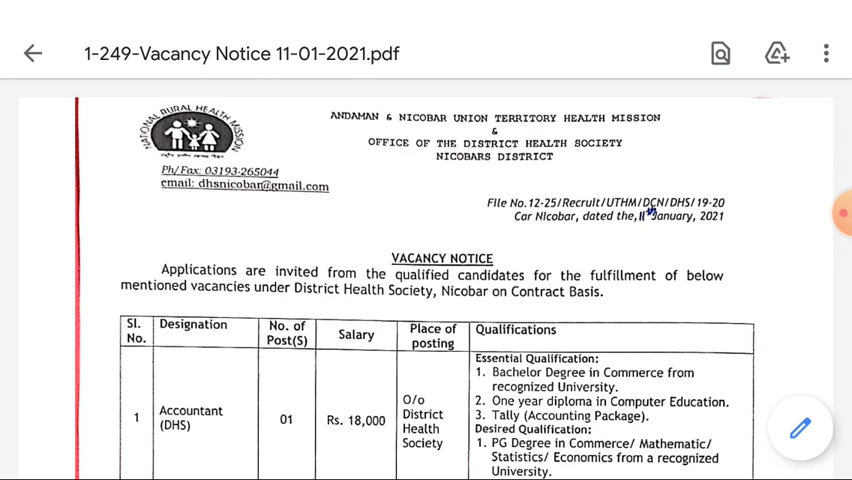 1-249-Vacancy Notice 11-01-2021.pdf
NATIONAL RURAL HEALTH MISSION
ANDAMAN & NICOBAR UNION TERRITORY HEALTH MISSION
&
OFFICE OF THE DISTRICT HEALTH SOCIETY
NICOBARS DISTRICT
Ph/Fax: 03193-265044
email: dhsnicobar@gmail.com
File No.12-25/Recruit/UTHM/DCN/DHS/19-20
Car Nicobar, dated the, 11th January, 2021
VACANCY NOTICE
Applications are invited from the qualified candidates for the fulfillment of below
mentioned vacancies under District Health Society, Nicobar on Contract Basis.
Sl. No.
Designation
No. of Post(S)
Salary
Place of posting
Qualifications
1
Accountant
(DHS)
01
Rs. 18,000
O/o
District
Health
Society
Essential Qualification:
1. Bachelor Degree in Commerce from
recognized University.
2. One year diploma in Computer Education.
3. Tally (Accounting Package).
Desired Qualification:
1. PG Degree in Commerce/ Mathematic/
Statistics/ Economics from a recognized
University.